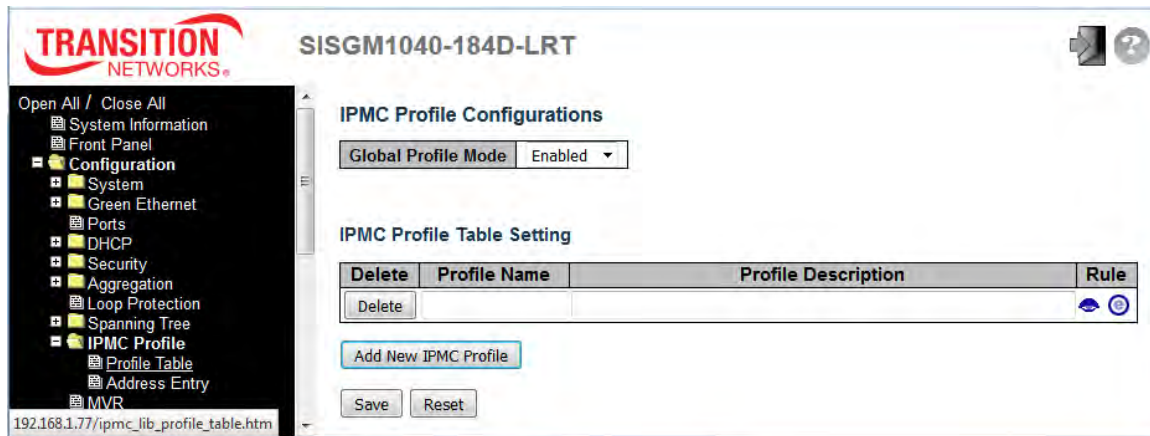 TRANSITION
NETWORKS®
SISGM1040-184D-LRT
?
Open All / Close All
System Information
Front Panel
Configuration
System
Green Ethernet
Ports
DHCP
Security
Aggregation
Loop Protection
Spanning Tree
IPMC Profile
Profile Table
Address Entry
MVR
192.168.1.77/ipmc_lib_profile_table.htm
IPMC Profile Configurations
Global Profile Mode Enabled
IPMC Profile Table Setting
Delete Profile Name Profile Description Rule
Delete e
Add New IPMC Profile
Save Reset